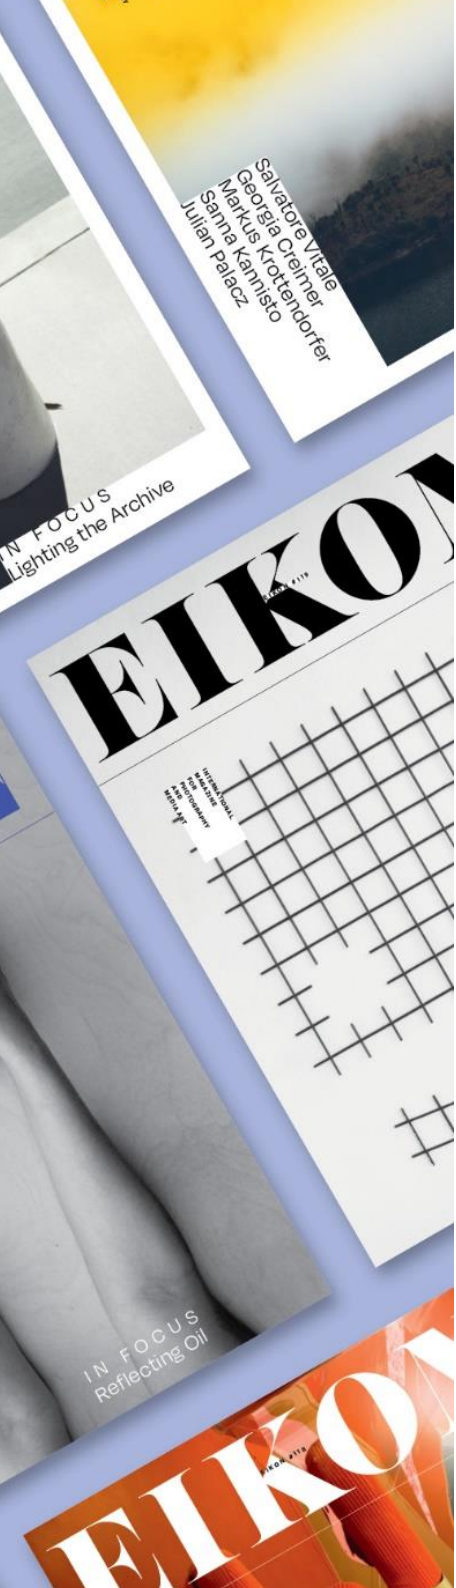 Salvatore Vitale
Georgia Creimer
Markus Krottendorfer
Sanna Kannisto
Julian Palacz
IN FOCUS
Lighting the Archive
EIKON
INTERNATIONAL
MAGAZINE
FOR
PHOTOGRAPHY
AND
MEDIA ART
IN FOCUS
Reflecting Oil
EIKON